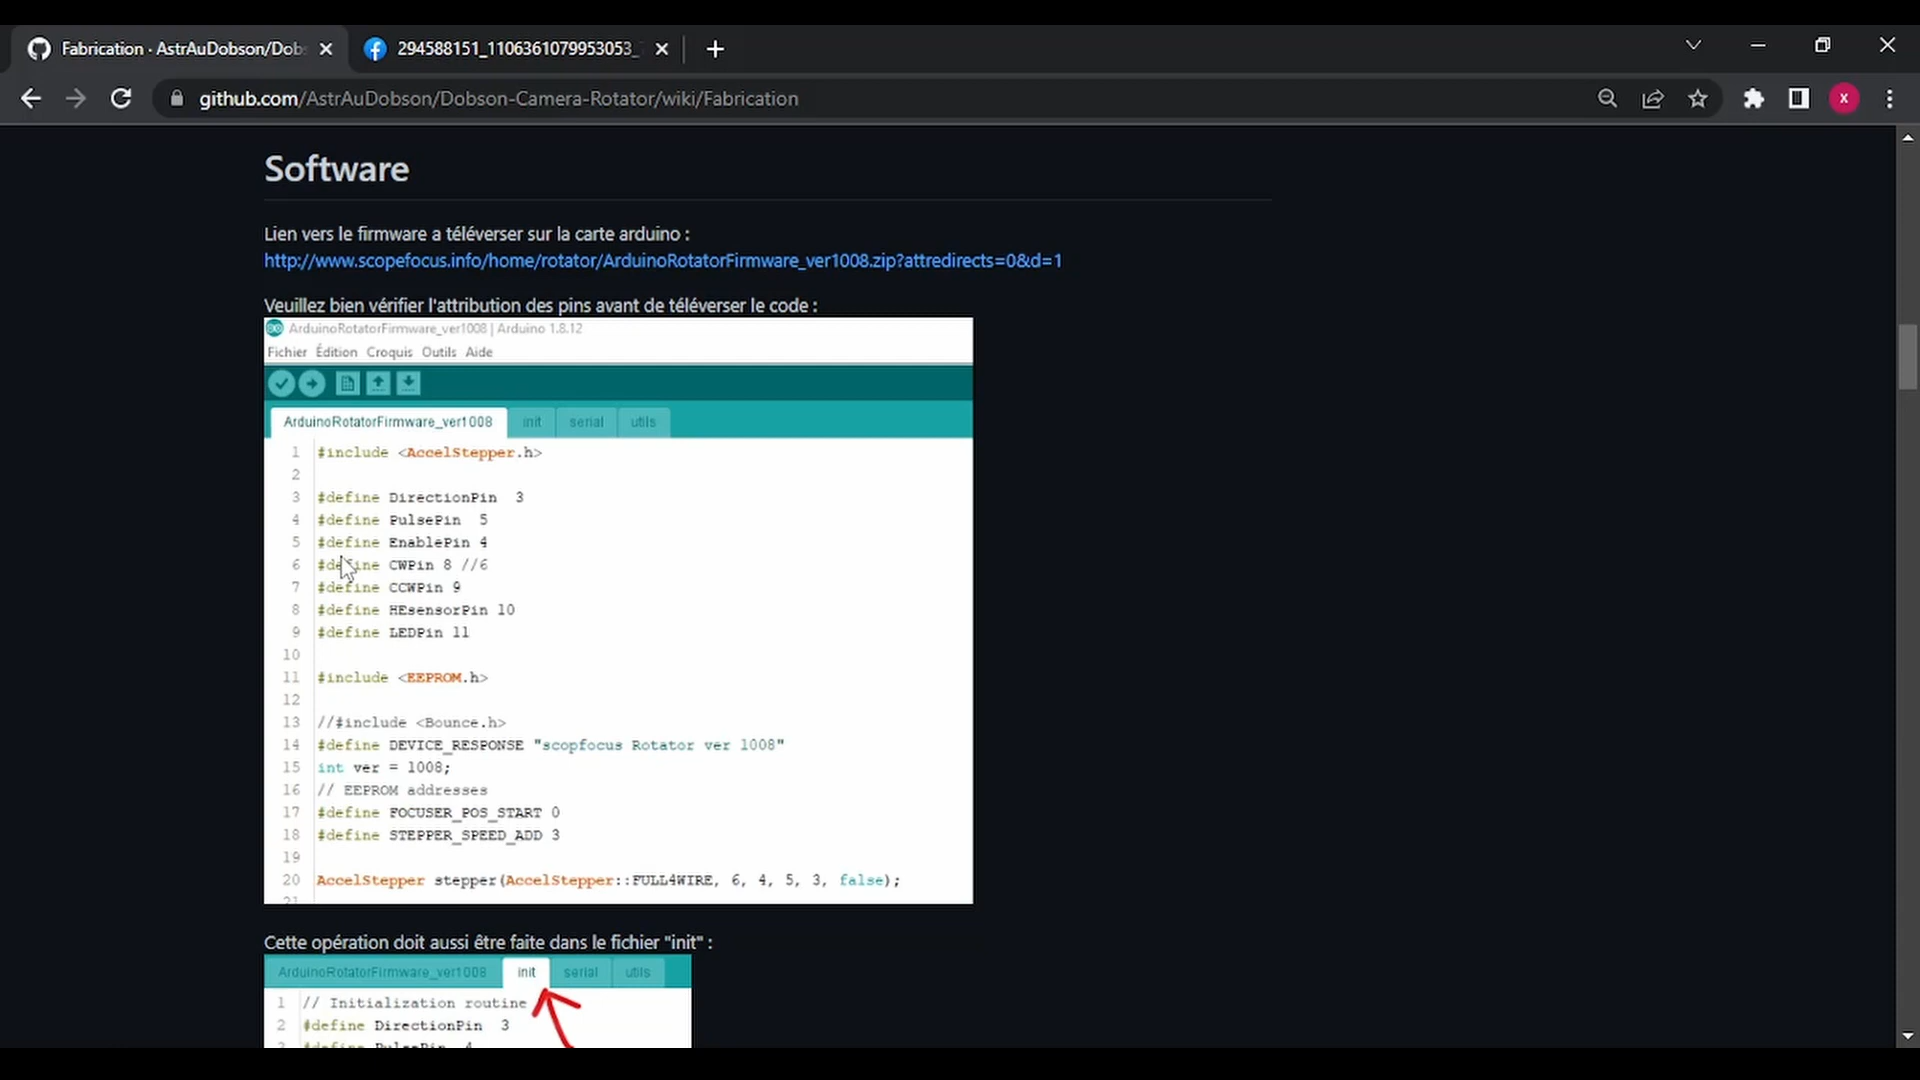 Fabrication · AstrAuDobson/Dob
294588151_1106361079953053_
github.com/AstrAuDobson/Dobson-Camera-Rotator/wiki/Fabrication
x
Software
Lien vers le firmware a téléverser sur la carte arduino :
http://www.scopefocus.info/home/rotator/ArduinoRotatorFirmware_ver1008.zip?attredirects=0&d=1
Veuillez bien vérifier l'attribution des pins avant de téléverser le code :
ArduinoRotatorFirmware_ver1008 | Arduino 1.8.12
Fichier Édition Croquis Outils Aide
ArduinoRotatorFirmware_ver1008 init serial utils
1 #include <AccelStepper.h>
2
3 #define DirectionPin 3
4 #define PulsePin 5
5 #define EnablePin 4
6 #define CWPin 8 //6
7 #define CCWPin 9
8 #define HEsensorPin 10
9 #define LEDPin 11
10
11 #include <EEPROM.h>
12
13 //#include <Bounce.h>
14 #define DEVICE_RESPONSE "scopfocus Rotator ver 1008"
15 int ver = 1008;
16 // EEPROM addresses
17 #define FOCUSER_POS_START 0
18 #define STEPPER_SPEED_ADD 3
19
20 AccelStepper stepper(AccelStepper::FULL4WIRE, 6, 4, 5, 3, false);
21
Cette opération doit aussi être faite dans le fichier "init" :
ArduinoRotatorFirmware_ver1008 init serial utils
1 // Initialization routine
2 #define DirectionPin 3
3 #define PulsePin 4